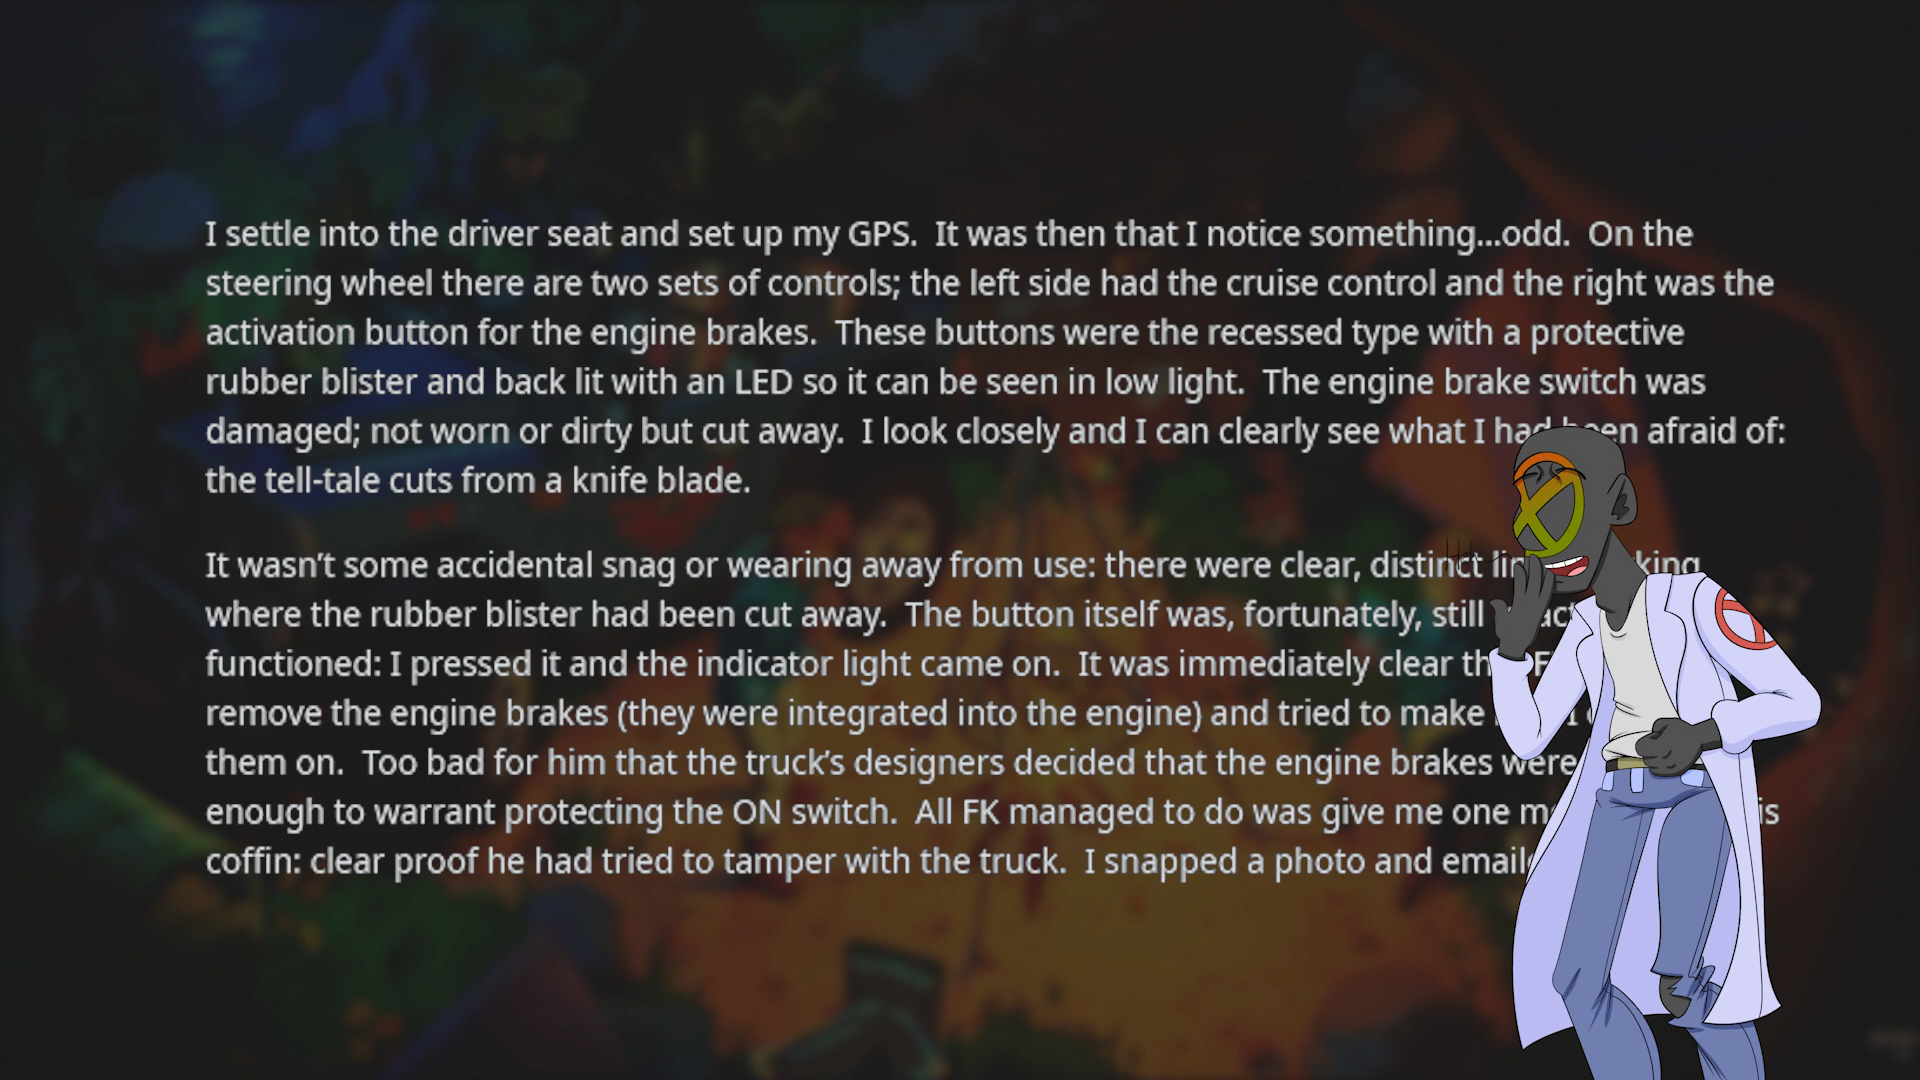 I settle into the driver seat and set up my GPS.  It was then that I notice something...odd.  On the
steering wheel there are two sets of controls; the left side had the cruise control and the right was the
activation button for the engine brakes.  These buttons were the recessed type with a protective
rubber blister and back lit with an LED so it can be seen in low light.  The engine brake switch was
damaged; not worn or dirty but cut away.  I look closely and I can clearly see what I had been afraid of:
the tell-tale cuts from a knife blade.
It wasn’t some accidental snag or wearing away from use: there were clear, distinct
where the rubber blister had been cut away.  The button itself was, fortunately, still
functioned: I pressed it and the indicator light came on.  It was immediately clear
remove the engine brakes (they were integrated into the engine) and tried to make
them on.  Too bad for him that the truck’s designers decided that the engine brakes were
enough to warrant protecting the ON switch.  All FK managed to do was give me one
coffin: clear proof he had tried to tamper with the truck.  I snapped a photo and